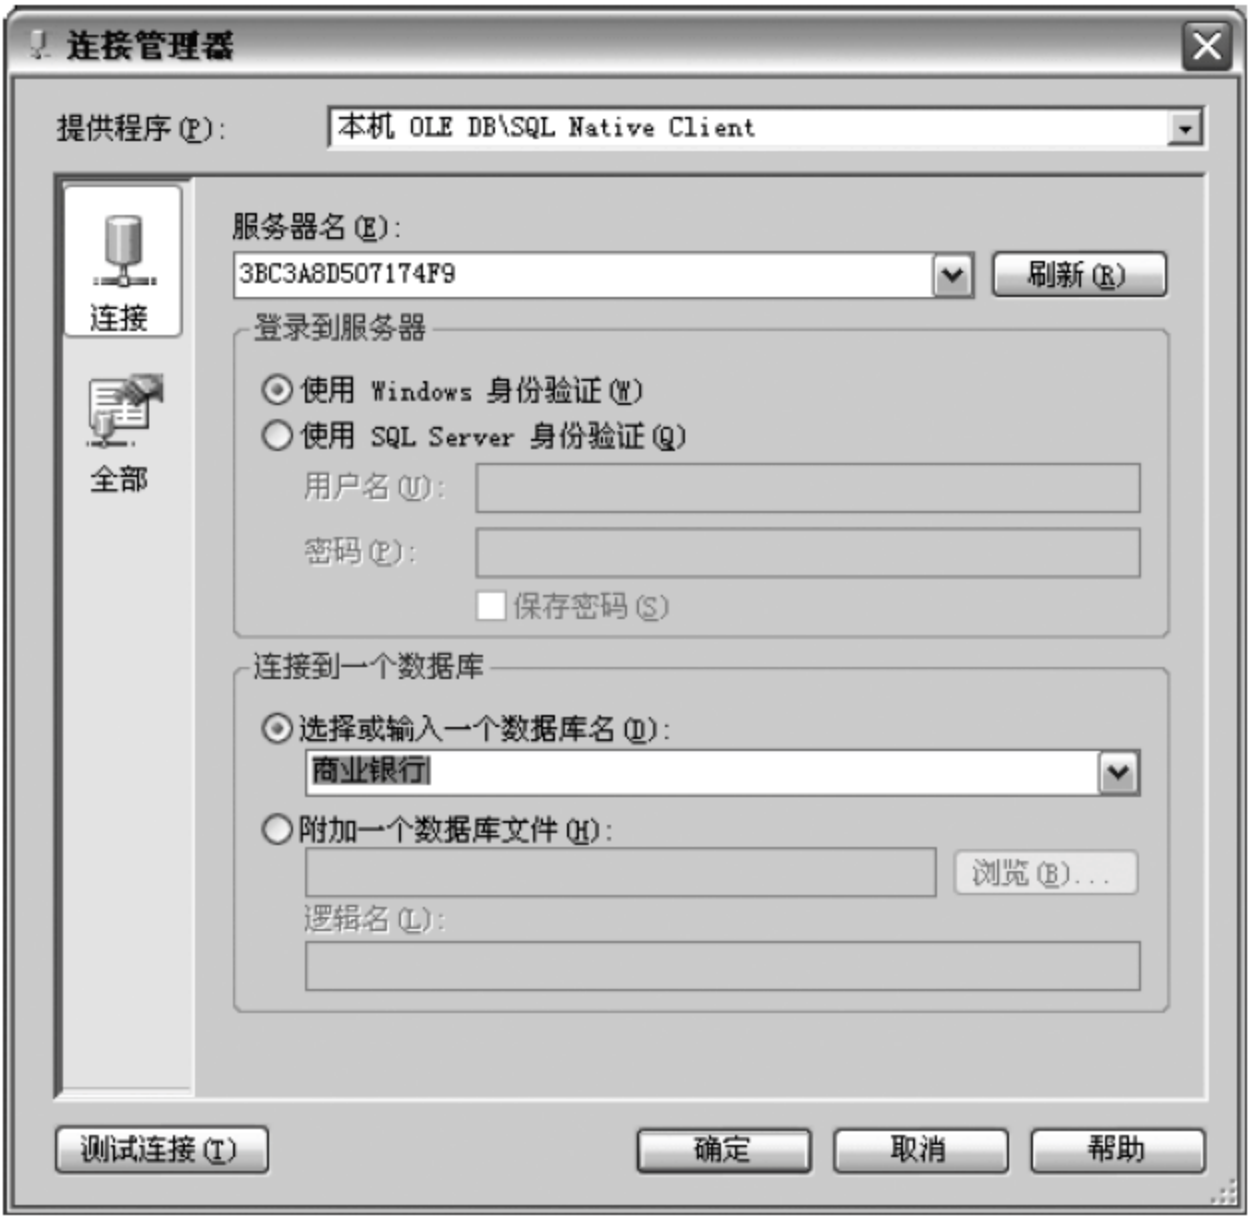 连接管理器
提供程序(P):
本机 OLE DB\SQL Native Client
连接
全部
服务器名(E):
3BC3A8D507174F9
刷新(R)
登录到服务器
使用 Windows 身份验证(W)
使用 SQL Server 身份验证(Q)
用户名(U):
密码(P):
保存密码(S)
连接到一个数据库
选择或输入一个数据库名(D):
商业银行
附加一个数据库文件(H):
浏览(B)...
逻辑名(L):
测试连接(T)
确定
取消
帮助